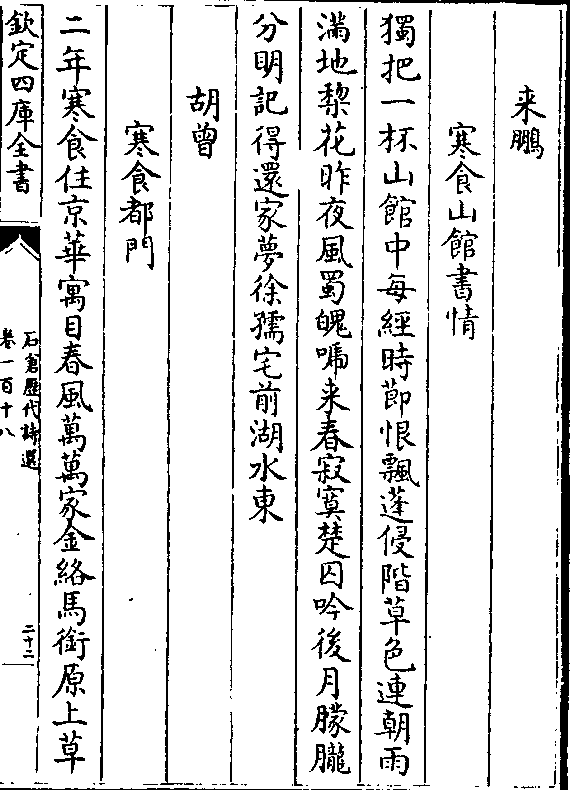 来鵬
寒食山館書情
獨把一杯山館中每經時節恨飄蓬侵階草色連朝雨
滿地棃花昨夜風蜀魄啼来春寂寞楚囚吟後月朦朧
分明記得還家夢徐孺宅前湖水東
胡曾
寒食都門
二年寒食住京華寓目春風萬萬家金絡馬銜原上草
欽定四庫全書
石倉歷代詩選
卷一百十八
二十二